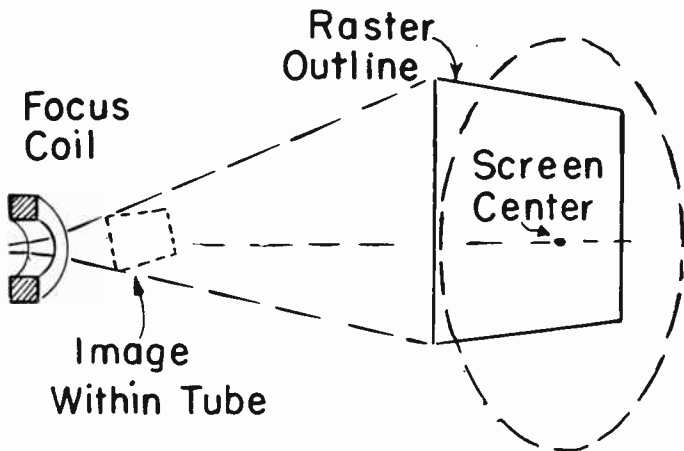 Raster
Outline
Focus
Coil
Screen
Center
Image
Within Tube